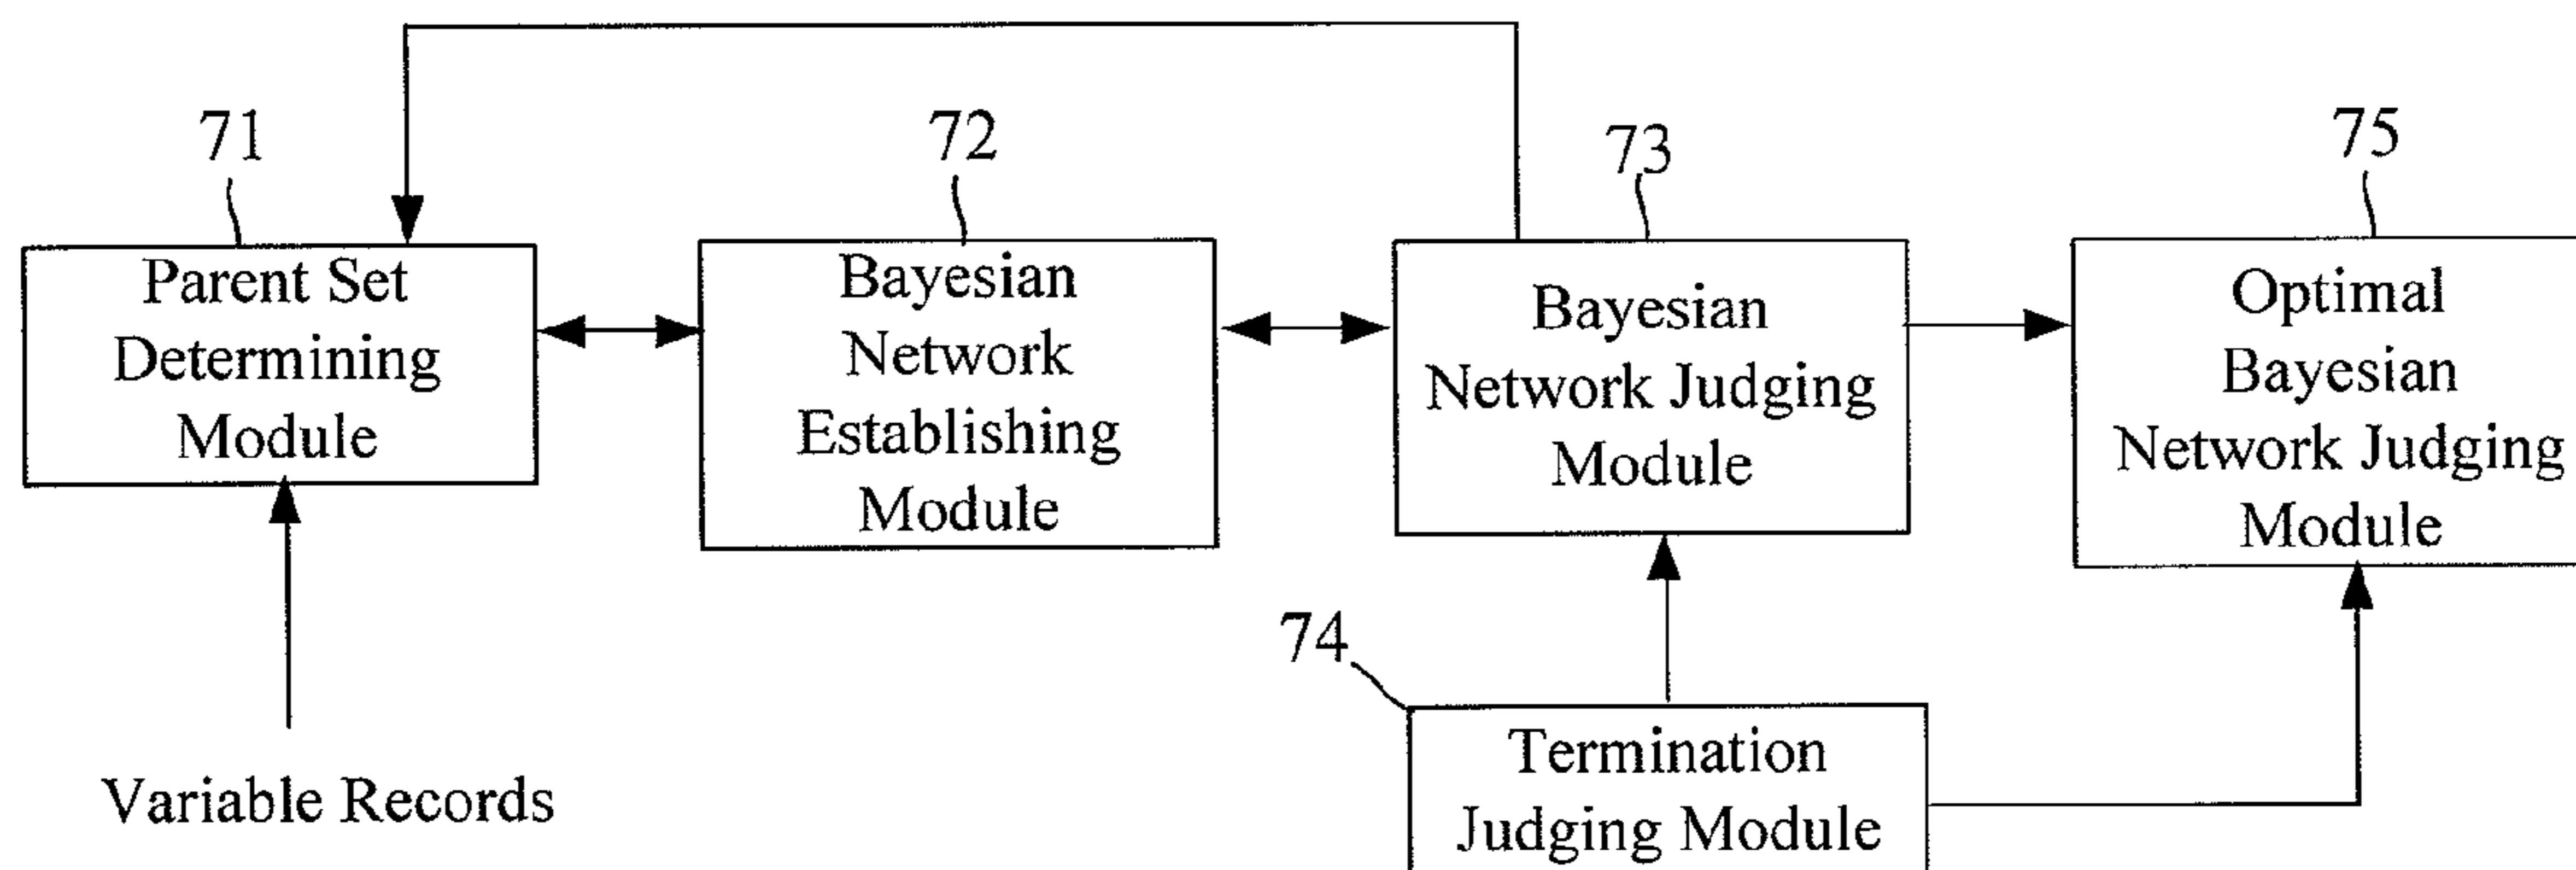 71
72
73
75
Parent Set
Determining
Module
Bayesian
Network
Establishing
Module
Bayesian
Network Judging
Module
Optimal
Bayesian
Network Judging
Module
74
Termination
Judging Module
Variable Records